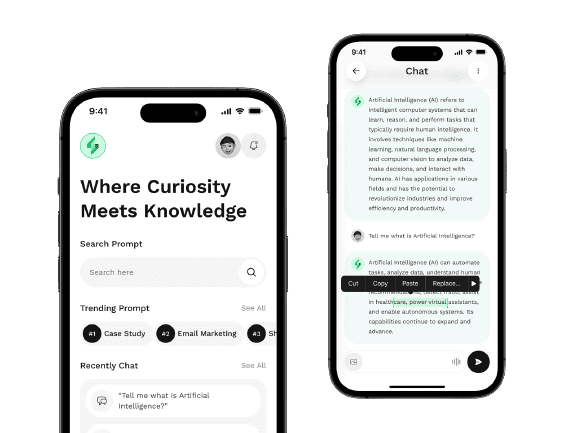 9:41
Where Curiosity
Meets Knowledge
Search Prompt
Search here
Trending Prompt
See All
#1 Case Study
#2 Email Marketing
#3
Recently Chat
See All
“Tell me what is Artificial
Intelligence?”
9:41
Chat
Artificial Intelligence (AI) refers to
intelligent computer systems that can
learn, reason, and perform tasks that
typically require human intelligence. It
involves techniques like machine
learning, natural language processing,
and computer vision to analyze data,
make decisions, and interact with
humans. AI has applications in various
fields and has the potential to
revolutionize industries and improve
efficiency and productivity.
Tell me what is Artificial Intelligence?
Artificial Intelligence (AI) can automate
tasks, analyze data, understand human
Cut Copy Paste Replace...
in healthcare, power virtual assistants,
and enable autonomous systems. Its
capabilities continue to expand and
advance.